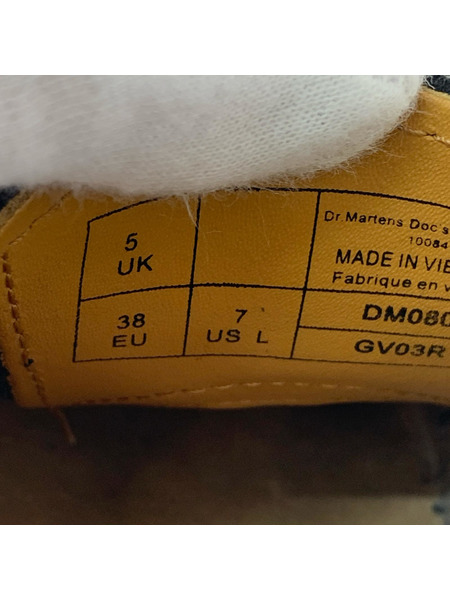 5
UK
38
EU
7
US L
Dr Martens Doc's
10084
MADE IN VIE
Fabrique en v
DM080
GV03R